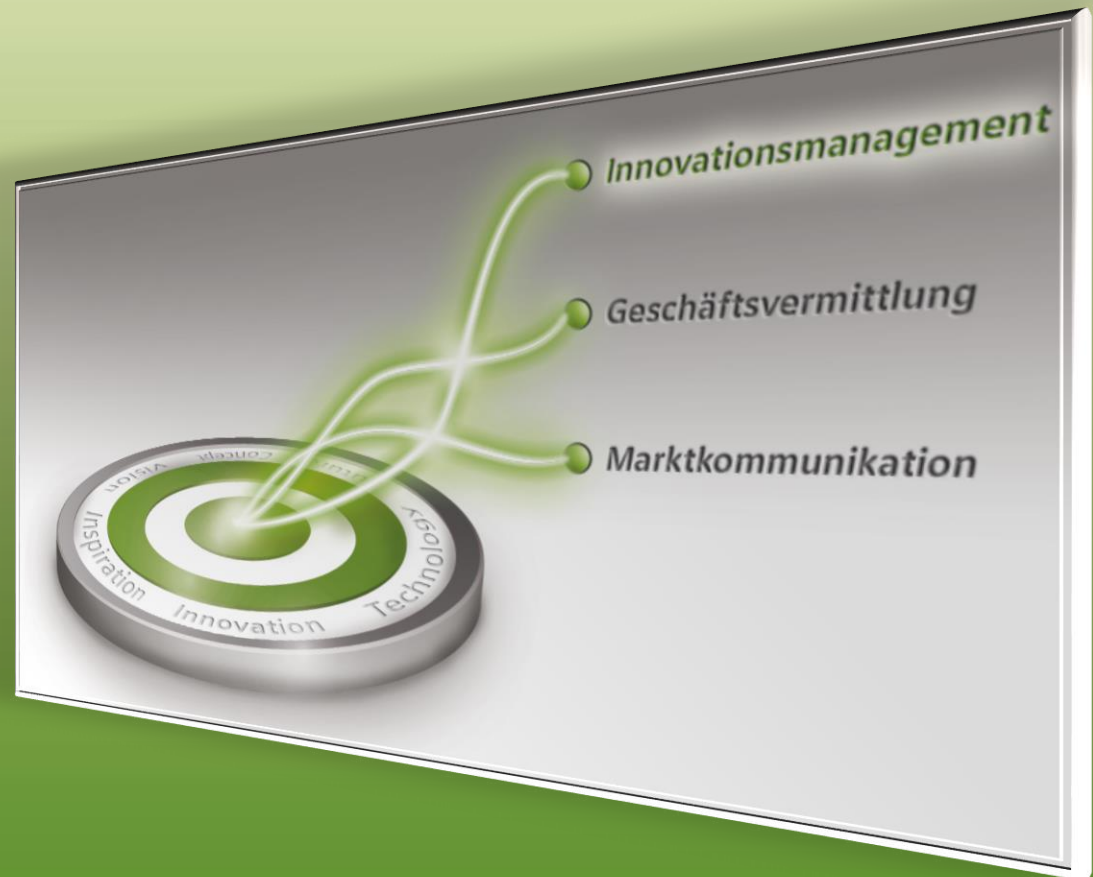 Innovationsmanagement
Geschäftsvermittlung
Marktkommunikation
Vision
Concept
Technology
Inspiration
Innovation